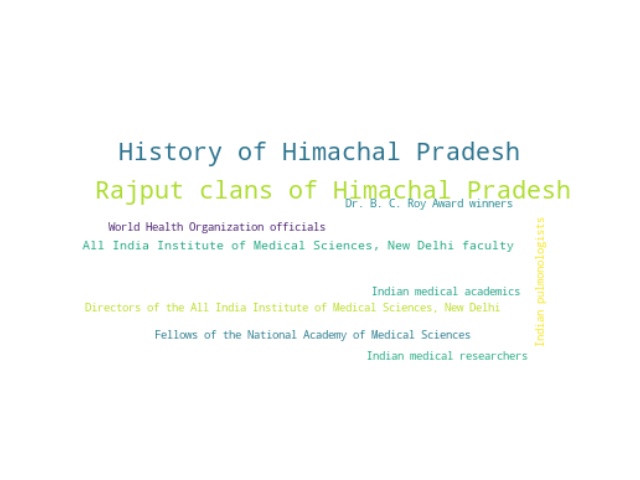 History of Himachal Pradesh
Rajput clans of Himachal Pradesh
Dr. B. C. Roy Award winners
World Health Organization officials
All India Institute of Medical Sciences, New Delhi faculty
Indian pulmonologists
Indian medical academics
Directors of the All India Institute of Medical Sciences, New Delhi
Fellows of the National Academy of Medical Sciences
Indian medical researchers